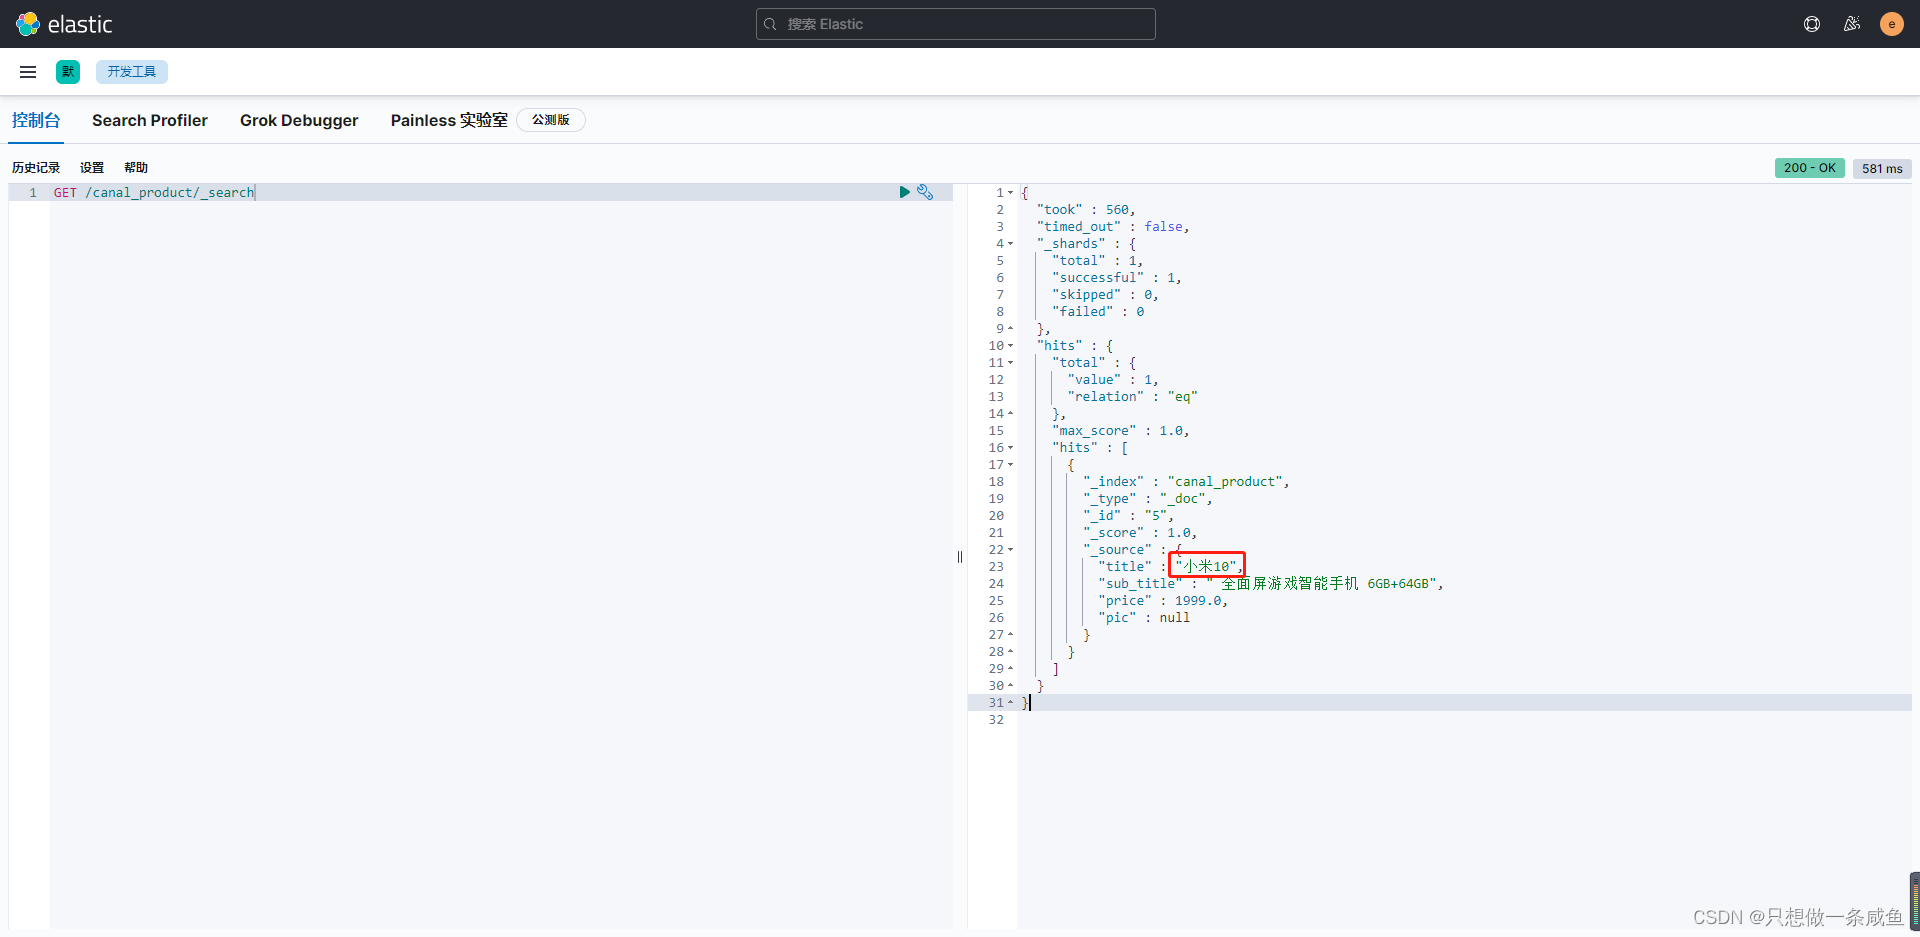 elastic
搜索 Elastic
e
默
开发工具
控制台
Search Profiler
Grok Debugger
Painless 实验室
公测版
历史记录
设置
帮助
200 - OK
581 ms
1 GET /canal_product/_search
1 {
2 "took" : 560,
3 "timed_out" : false,
4 "_shards" : {
5 "total" : 1,
6 "successful" : 1,
7 "skipped" : 0,
8 "failed" : 0
9 },
10 "hits" : {
11 "total" : {
12 "value" : 1,
13 "relation" : "eq"
14 },
15 "max_score" : 1.0,
16 "hits" : [
17 {
18 "_index" : "canal_product",
19 "_type" : "_doc",
20 "_id" : "5",
21 "_score" : 1.0,
22 "_source" : {
23 "title" : "小米10",
24 "sub_title" : " 全面屏游戏智能手机 6GB+64GB",
25 "price" : 1999.0,
26 "pic" : null
27 }
28 }
29 ]
30 }
31 }
32
CSDN @只想做一条咸鱼